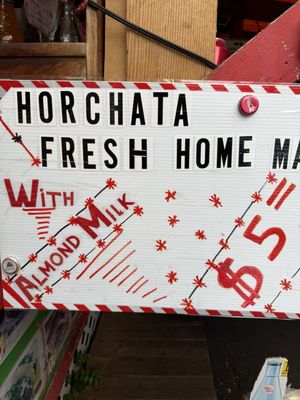 HORCHATA
FRESH HOME MA
WITH
ALMOND MILK
$5=